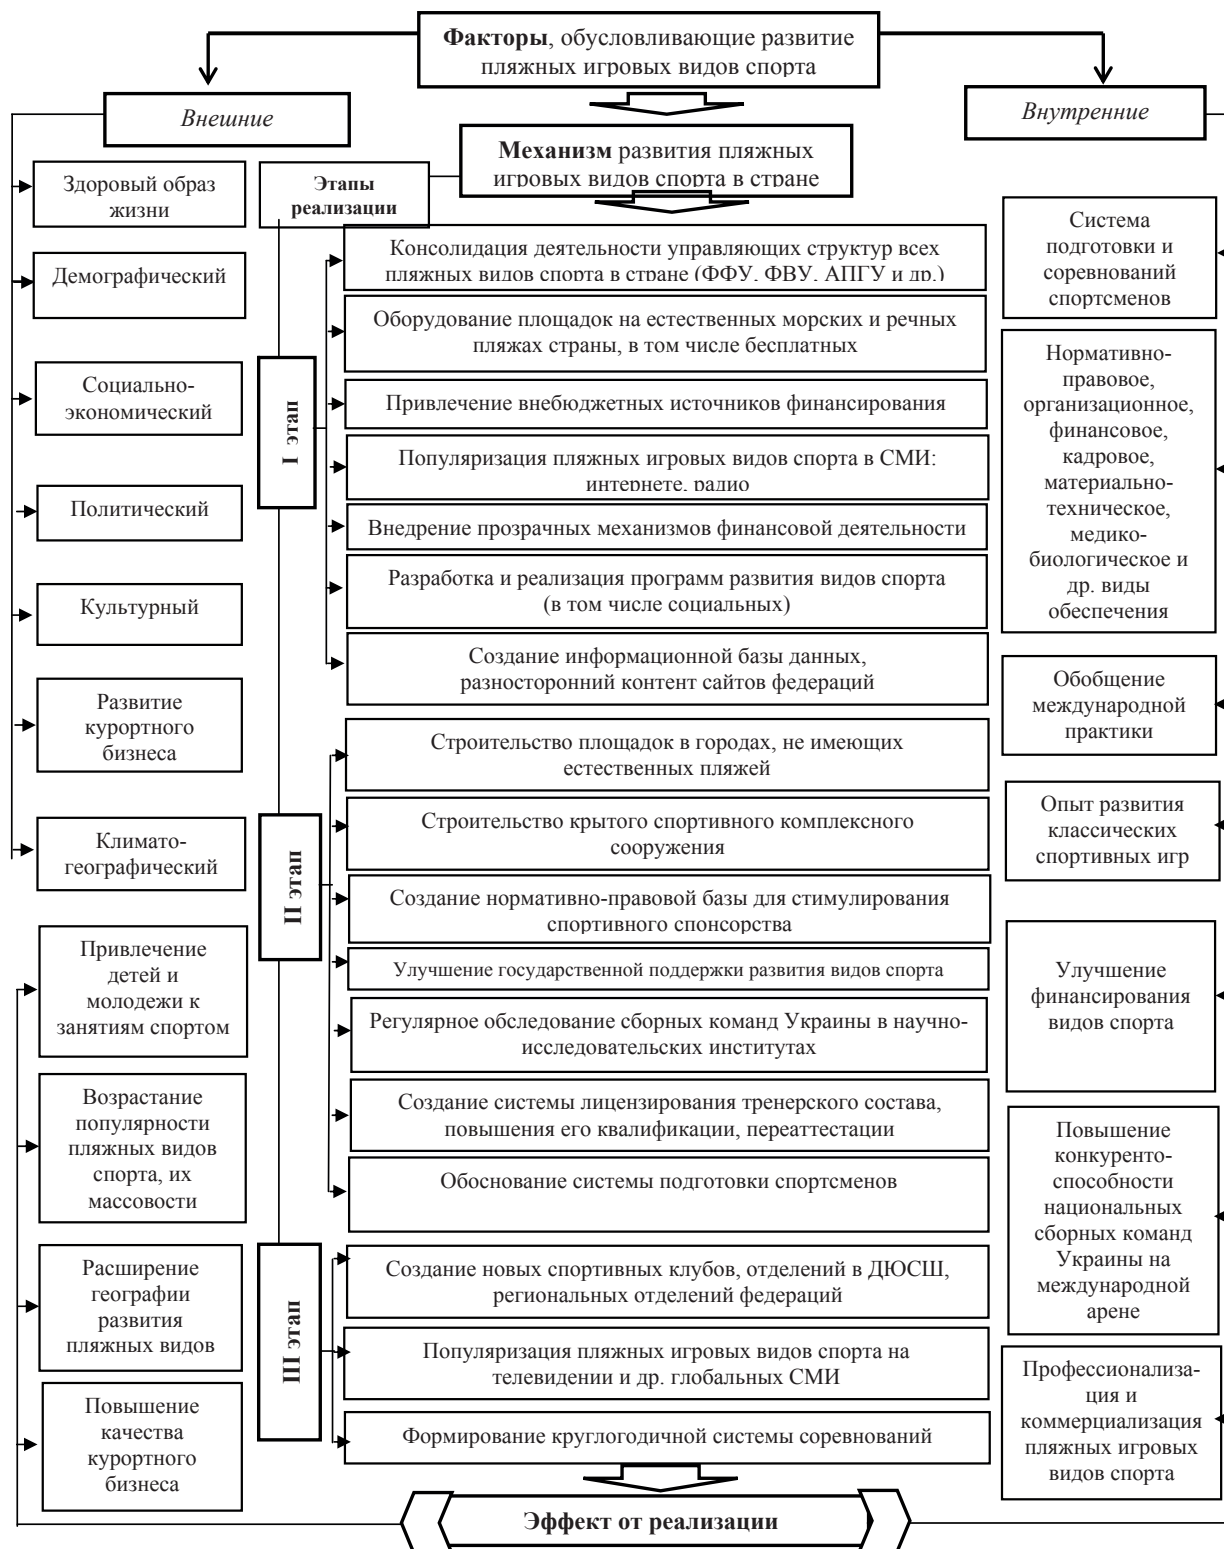 Факторы, обусловливающие развитие
пляжных игровых видов спорта
Внешние
Внутренние
Механизм развития пляжных
игровых видов спорта в стране
Этапы
реализации
Здоровый образ
жизни
Демографический
Социально-
экономический
Политический
Культурный
Развитие
курортного
бизнеса
Климато-
географический
Привлечение
детей и
молодежи к
занятиям спортом
Возрастание
популярности
пляжных видов
спорта, их
массовости
Расширение
географии
развития
пляжных видов
Повышение
качества
курортного
бизнеса
I этап
Консолидация деятельности управляющих структур всех
пляжных видов спорта в стране (ФФУ, ФВУ, АПГУ и др.)
Оборудование площадок на естественных морских и речных
пляжах страны, в том числе бесплатных
Привлечение внебюджетных источников финансирования
Популяризация пляжных игровых видов спорта в СМИ:
интернете, радио
Внедрение прозрачных механизмов финансовой деятельности
Разработка и реализация программ развития видов спорта
(в том числе социальных)
Создание информационной базы данных,
разносторонний контент сайтов федераций
II этап
Строительство площадок в городах, не имеющих
естественных пляжей
Строительство крытого спортивного комплексного
сооружения
Создание нормативно-правовой базы для стимулирования
спортивного спонсорства
Улучшение государственной поддержки развития видов спорта
Регулярное обследование сборных команд Украины в научно-
исследовательских институтах
Создание системы лицензирования тренерского состава,
повышения его квалификации, переаттестации
Обоснование системы подготовки спортсменов
III этап
Создание новых спортивных клубов, отделений в ДЮСШ,
региональных отделений федераций
Популяризация пляжных игровых видов спорта на
телевидении и др. глобальных СМИ
Формирование круглогодичной системы соревнований
Система
подготовки и
соревнований
спортсменов
Нормативно-
правовое,
организационное,
финансовое,
кадровое,
материально-
техническое,
медико-
биологическое и
др. виды
обеспечения
Обобщение
международной
практики
Опыт развития
классических
спортивных игр
Улучшение
финансирования
видов спорта
Повышение
конкуренто-
способности
национальных
сборных команд
Украины на
международной
арене
Профессионализа-
ция и
коммерциализация
пляжных игровых
видов спорта
Эффект от реализации